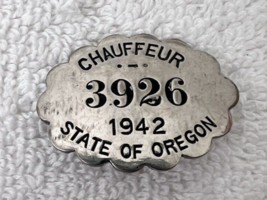 CHAUFFEUR
3926
1942
STATE OF OREGON